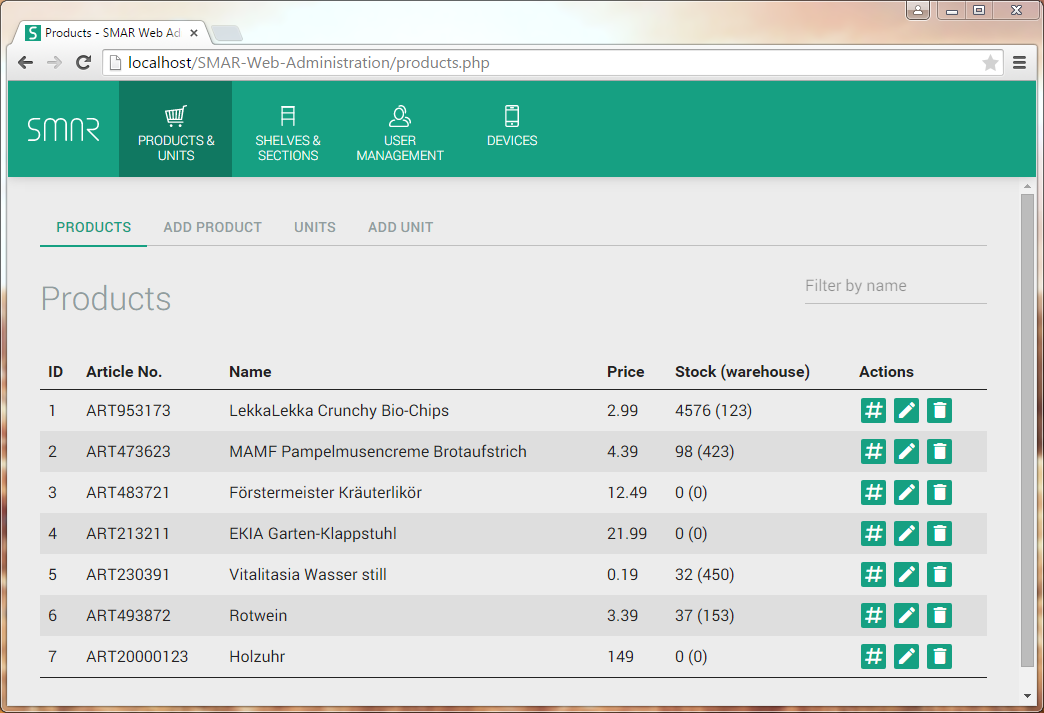 Products - SMAR Web Ad
localhost/SMAR-Web-Administration/products.php
SMAR
PRODUCTS & UNITS
SHELVES & SECTIONS
USER MANAGEMENT
DEVICES
PRODUCTS ADD PRODUCT UNITS ADD UNIT
Products
Filter by name
ID Article No. Name Price Stock (warehouse) Actions
1 ART953173 LekkaLekka Crunchy Bio-Chips 2.99 4576 (123)
2 ART473623 MAMF Pampelmusencreme Brotaufstrich 4.39 98 (423)
3 ART483721 Förstermeister Kräuterlikör 12.49 0 (0)
4 ART213211 EKIA Garten-Klappstuhl 21.99 0 (0)
5 ART230391 Vitalitasia Wasser still 0.19 32 (450)
6 ART493872 Rotwein 3.39 37 (153)
7 ART20000123 Holzuhr 149 0 (0)